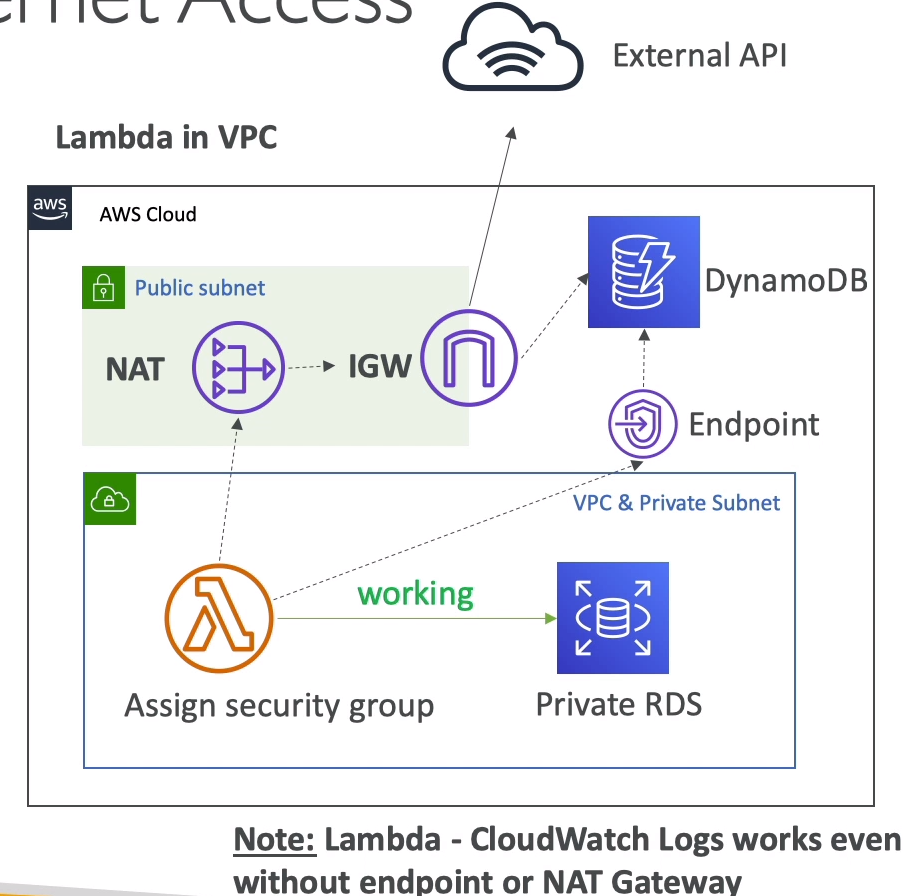 ernet Access
External API
Lambda in VPC
aws
AWS Cloud
Public subnet
DynamoDB
NAT
IGW
Endpoint
VPC & Private Subnet
working
Assign security group
Private RDS
Note: Lambda - CloudWatch Logs works even
without endpoint or NAT Gateway